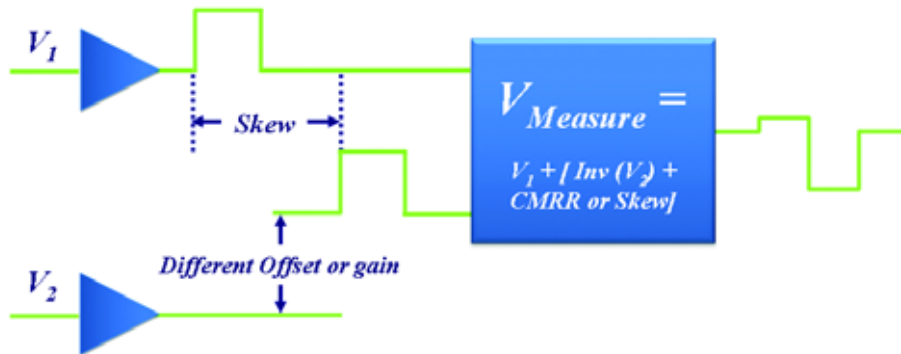 V1
Skew
VMeasure =
V1 + [ Inv (V2) +
CMRR or Skew]
Different Offset or gain
V2